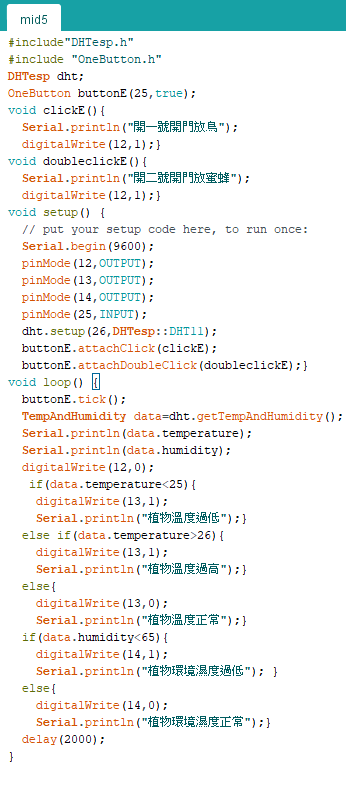 mid5
#include"DHTesp.h"
#include "OneButton.h"
DHTesp dht;
OneButton buttonE(25,true);
void clickE(){
  Serial.println("開一號開門放鳥");
  digitalWrite(12,1);}
void doubleclickE(){
  Serial.println("開二號開門放蜜蜂");
  digitalWrite(12,1);}
void setup() {
  // put your setup code here, to run once:
  Serial.begin(9600);
  pinMode(12,OUTPUT);
  pinMode(13,OUTPUT);
  pinMode(14,OUTPUT);
  pinMode(25,INPUT);
  dht.setup(26,DHTesp::DHT11);
  buttonE.attachClick(clickE);
  buttonE.attachDoubleClick(doubleclickE);}
void loop() {
  buttonE.tick();
  TempAndHumidity data=dht.getTempAndHumidity();
  Serial.println(data.temperature);
  Serial.println(data.humidity);
  digitalWrite(12,0);
   if(data.temperature<25){
    digitalWrite(13,1);
    Serial.println("植物溫度過低");}
  else if(data.temperature>26){
    digitalWrite(13,1);
    Serial.println("植物溫度過高");}
  else{
    digitalWrite(13,0);
    Serial.println("植物溫度正常");}
  if(data.humidity<65){
    digitalWrite(14,1);
    Serial.println("植物環境濕度過低"); }
  else{
    digitalWrite(14,0);
    Serial.println("植物環境濕度正常");}
  delay(2000);
}